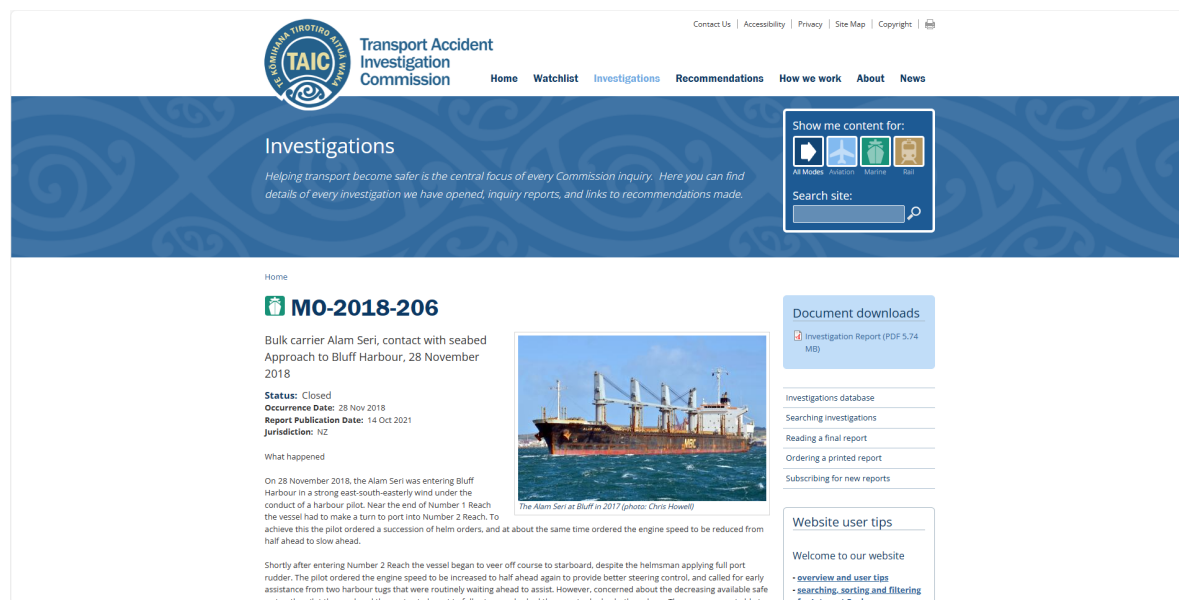 Contact Us | Accessibility | Privacy | Site Map | Copyright |
TE KŌMIHANA TIROTIRO AITUĀ WAKA
TAIC
Transport Accident
Investigation
Commission
Home Watchlist Investigations Recommendations How we work About News
Investigations
Helping transport become safer is the central focus of every Commission inquiry. Here you can find
details of every investigation we have opened, inquiry reports, and links to recommendations made.
Show me content for:
All Modes Aviation Marine Rail
Search site:
Home
MO-2018-206
Bulk carrier Alam Seri, contact with seabed
Approach to Bluff Harbour, 28 November
2018
Status: Closed
Occurrence Date: 28 Nov 2018
Report Publication Date: 14 Oct 2021
Jurisdiction: NZ
MBC
The Alam Seri at Bluff in 2017 (photo: Chris Howell)
What happened
On 28 November 2018, the Alam Seri was entering Bluff
Harbour in a strong east-south-easterly wind under the
conduct of a harbour pilot. Near the end of Number 1 Reach
the vessel had to make a turn to port into Number 2 Reach. To
achieve this the pilot ordered a succession of helm orders, and at about the same time ordered the engine speed to be reduced from
half ahead to slow ahead.
Shortly after entering Number 2 Reach the vessel began to veer off course to starboard, despite the helmsman applying full port
rudder. The pilot ordered the engine speed to be increased to half ahead again to provide better steering control, and called for early
assistance from two harbour tugs that were routinely waiting ahead to assist. However, concerned about the decreasing available safe
Document downloads
Investigation Report (PDF 5.74
MB)
Investigations database
Searching investigations
Reading a final report
Ordering a printed report
Subscribing for new reports
Website user tips
Welcome to our website
- overview and user tips
- searching, sorting and filtering